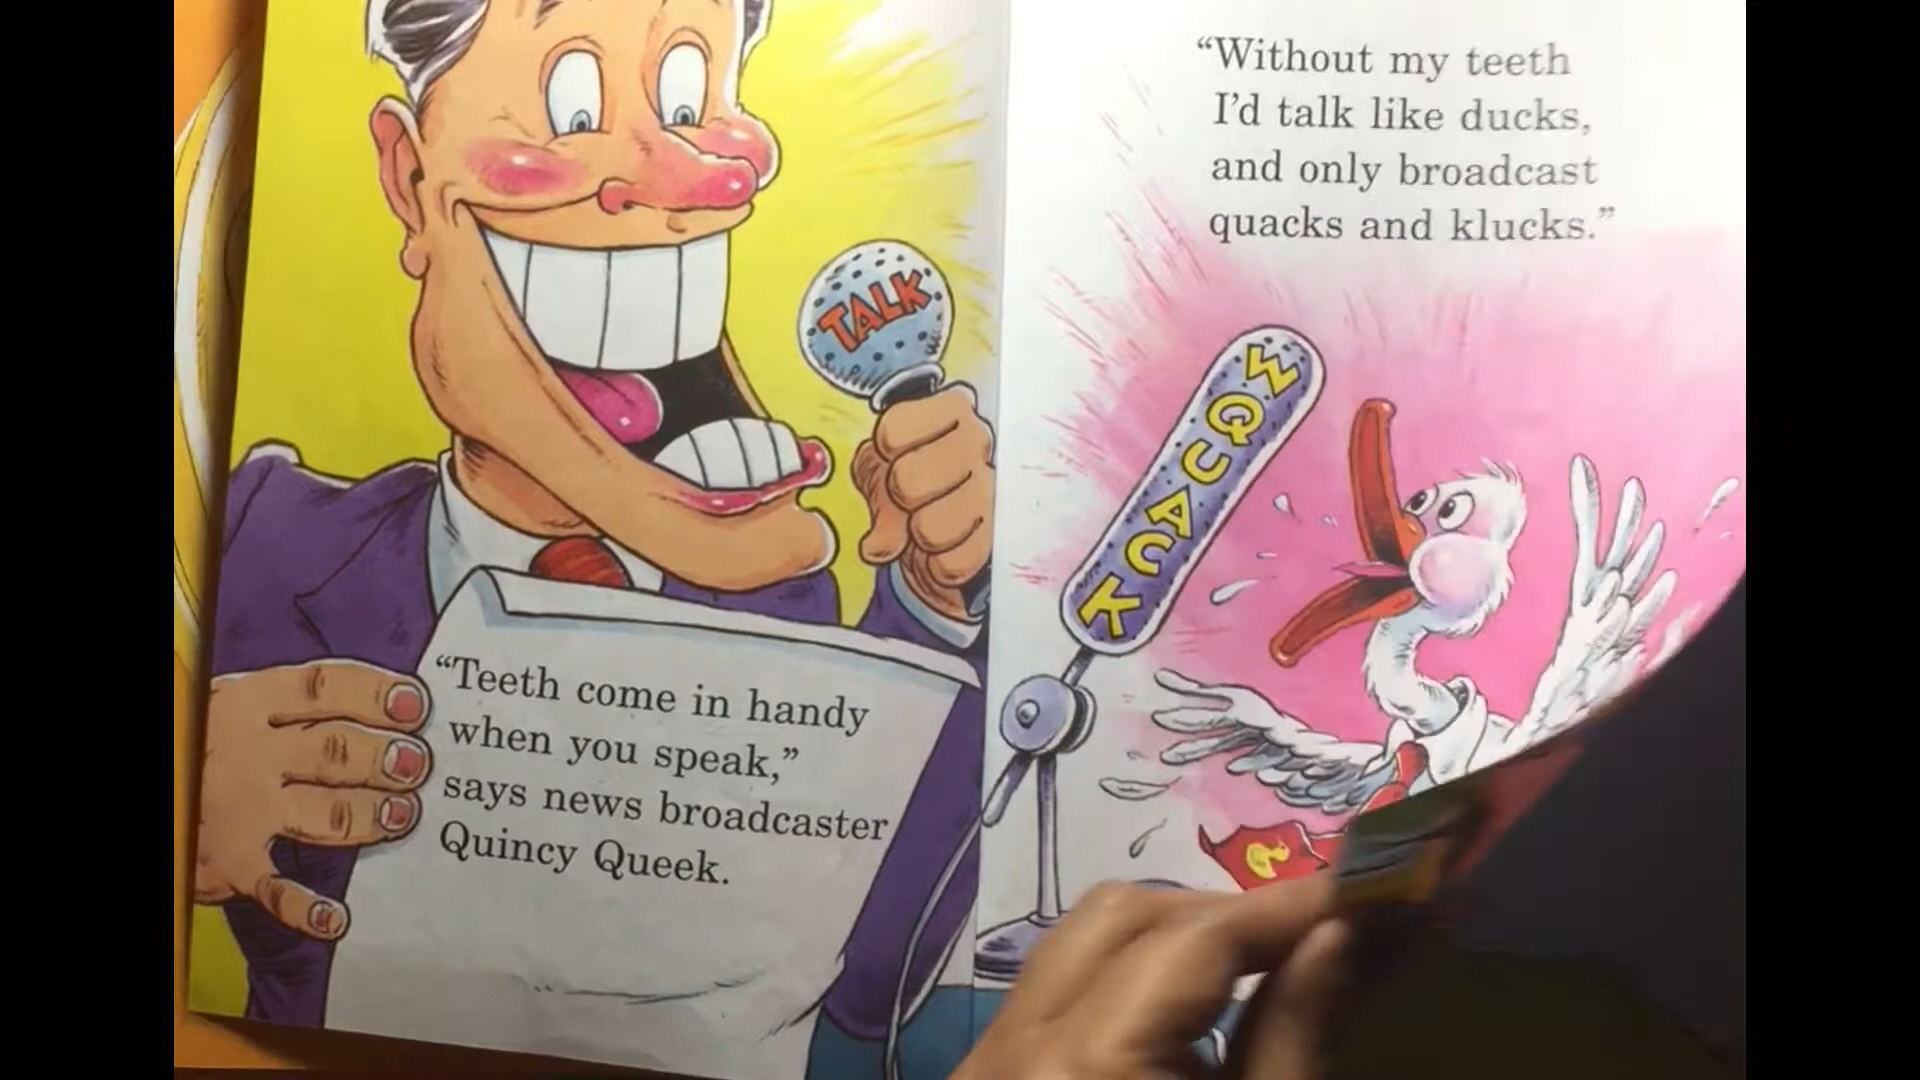 TALK
“Teeth come in handy
when you speak,”
says news broadcaster
Quincy Queek.
“Without my teeth
I’d talk like ducks,
and only broadcast
quacks and klucks.”
WQUACK